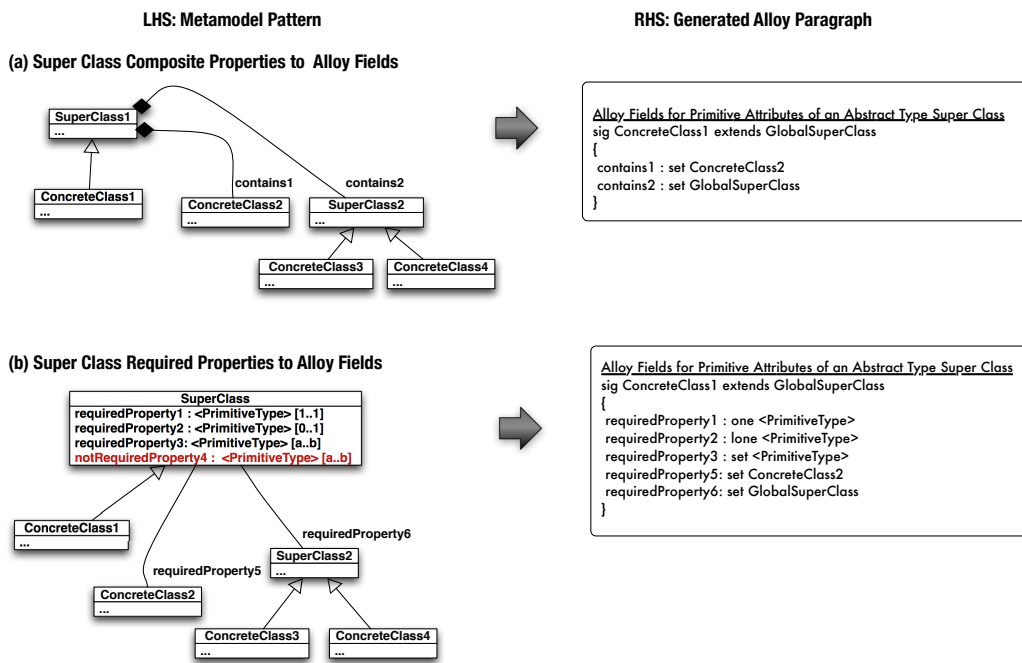 LHS: Metamodel Pattern
RHS: Generated Alloy Paragraph
(a) Super Class Composite Properties to Alloy Fields
SuperClass1
...
contains1
contains2
ConcreteClass1
...
ConcreteClass2
...
SuperClass2
...
ConcreteClass3
...
ConcreteClass4
...
Alloy Fields for Primitive Attributes of an Abstract Type Super Class
sig ConcreteClass1 extends GlobalSuperClass
{
contains1 : set ConcreteClass2
contains2 : set GlobalSuperClass
}
(b) Super Class Required Properties to Alloy Fields
SuperClass
requiredProperty1 : <PrimitiveType> [1..1]
requiredProperty2 : <PrimitiveType> [0..1]
requiredProperty3: <PrimitiveType> [a..b]
notRequiredProperty4 : <PrimitiveType> [a..b]
ConcreteClass1
...
requiredProperty6
SuperClass2
...
requiredProperty5
ConcreteClass2
...
ConcreteClass3
...
ConcreteClass4
...
Alloy Fields for Primitive Attributes of an Abstract Type Super Class
sig ConcreteClass1 extends GlobalSuperClass
{
requiredProperty1 : one <PrimitiveType>
requiredProperty2 : lone <PrimitiveType>
requiredProperty3 : set <PrimitiveType>
requiredProperty5: set ConcreteClass2
requiredProperty6: set GlobalSuperClass
}